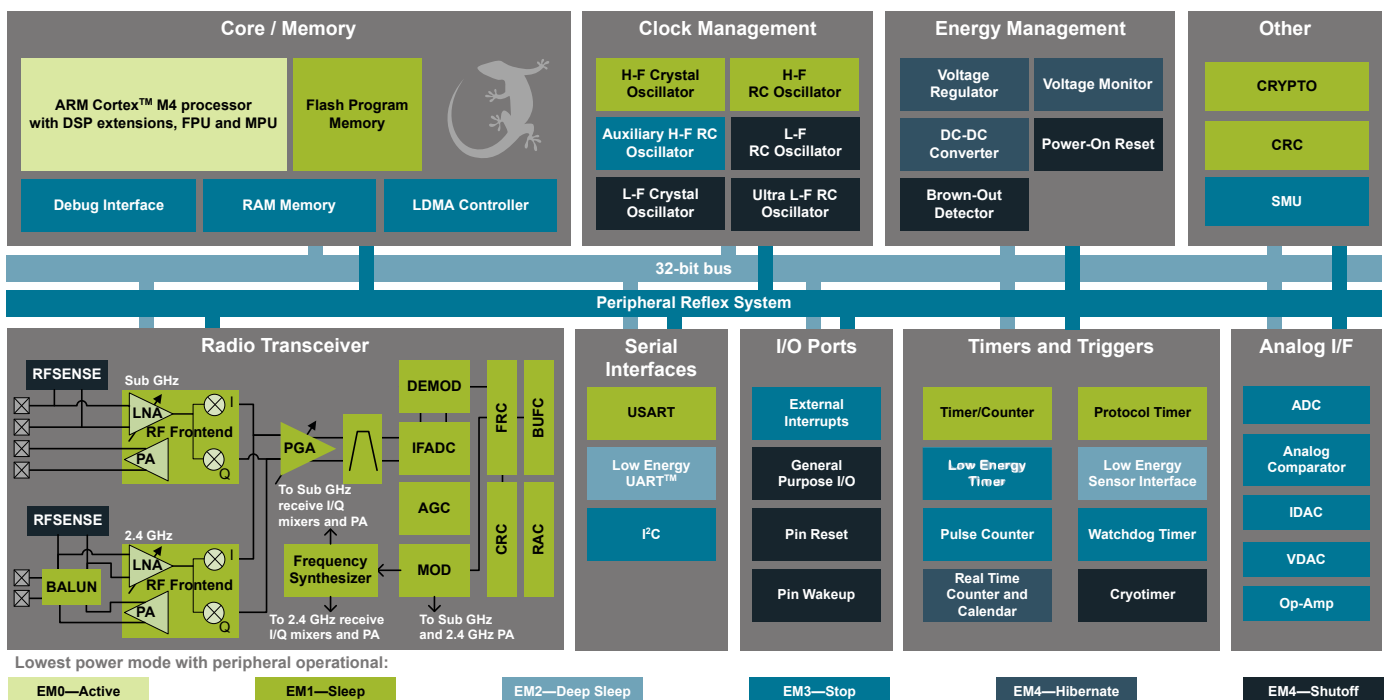 Core / Memory
ARM Cortex™ M4 processor
with DSP extensions, FPU and MPU
Flash Program
Memory
Debug Interface
RAM Memory
LDMA Controller
Clock Management
H-F Crystal
Oscillator
H-F
RC Oscillator
Auxiliary H-F RC
Oscillator
L-F
RC Oscillator
L-F Crystal
Oscillator
Ultra L-F RC
Oscillator
Energy Management
Voltage
Regulator
Voltage Monitor
DC-DC
Converter
Power-On Reset
Brown-Out
Detector
Other
CRYPTO
CRC
SMU
32-bit bus
Peripheral Reflex System
Radio Transceiver
RFSENSE
Sub GHz
LNA
RF Frontend
PA
I
Q
PGA
To Sub GHz
receive I/Q
mixers and PA
RFSENSE
2.4 GHz
BALUN
LNA
RF Frontend
PA
I
Q
Frequency
Synthesizer
To 2.4 GHz receive
I/Q mixers and PA
DEMOD
IFADC
AGC
MOD
To Sub GHz
and 2.4 GHz PA
FRC
BUFC
CRC
RAC
Serial
Interfaces
USART
Low Energy
UART™
I²C
I/O Ports
External
Interrupts
General
Purpose I/O
Pin Reset
Pin Wakeup
Timers and Triggers
Timer/Counter
Protocol Timer
Low Energy
Timer
Low Energy
Sensor Interface
Pulse Counter
Watchdog Timer
Real Time
Counter and
Calendar
Cryotimer
Analog I/F
ADC
Analog
Comparator
IDAC
VDAC
Op-Amp
Lowest power mode with peripheral operational:
EM0—Active
EM1—Sleep
EM2—Deep Sleep
EM3—Stop
EM4—Hibernate
EM4—Shutoff